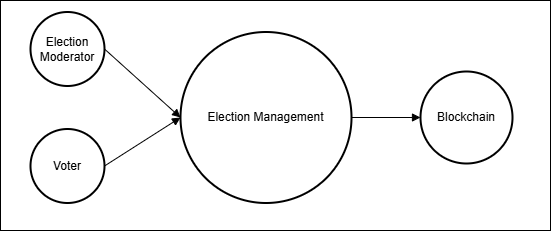 Election
Moderator
Election Management
Blockchain
Voter